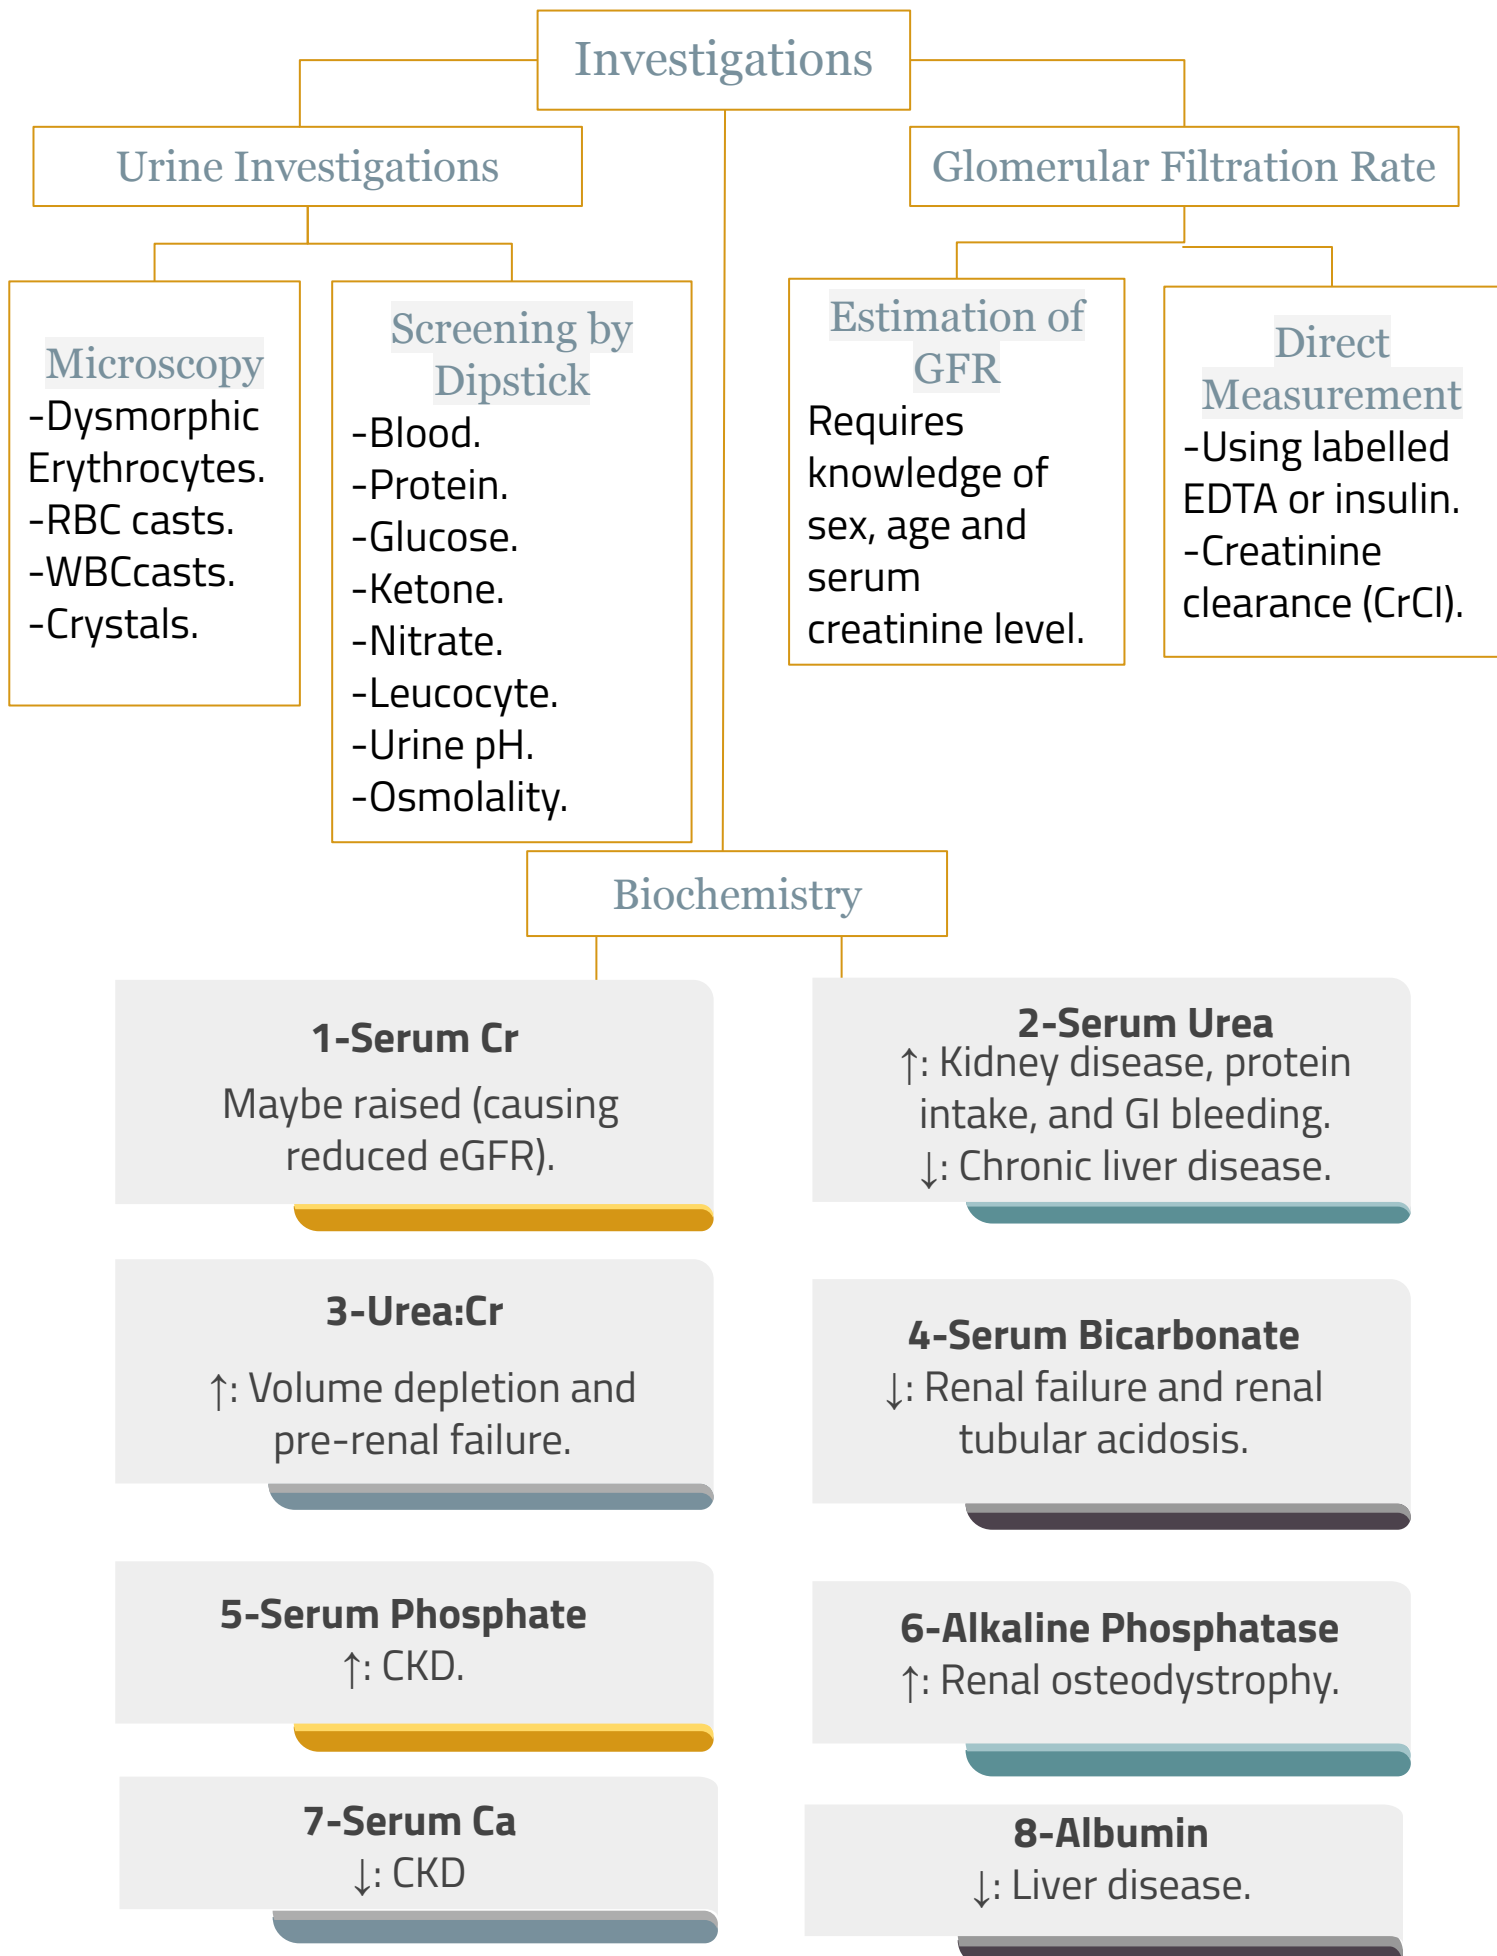 Investigations
Urine Investigations
Glomerular Filtration Rate
Microscopy
-Dysmorphic
Erythrocytes.
-RBC casts.
-WBCcasts.
-Crystals.
Screening by
Dipstick
-Blood.
-Protein.
-Glucose.
-Ketone.
-Nitrate.
-Leucocyte.
-Urine pH.
-Osmolality.
Estimation of
GFR
Requires
knowledge of
sex, age and
serum
creatinine level.
Direct
Measurement
-Using labelled
EDTA or insulin.
-Creatinine
clearance (CrCl).
Biochemistry
1-Serum Cr
Maybe raised (causing
reduced eGFR).
2-Serum Urea
↑: Kidney disease, protein
intake, and GI bleeding.
↓: Chronic liver disease.
3-Urea:Cr
↑: Volume depletion and
pre-renal failure.
4-Serum Bicarbonate
↓: Renal failure and renal
tubular acidosis.
5-Serum Phosphate
↑: CKD.
6-Alkaline Phosphatase
↑: Renal osteodystrophy.
7-Serum Ca
↓: CKD
8-Albumin
↓: Liver disease.